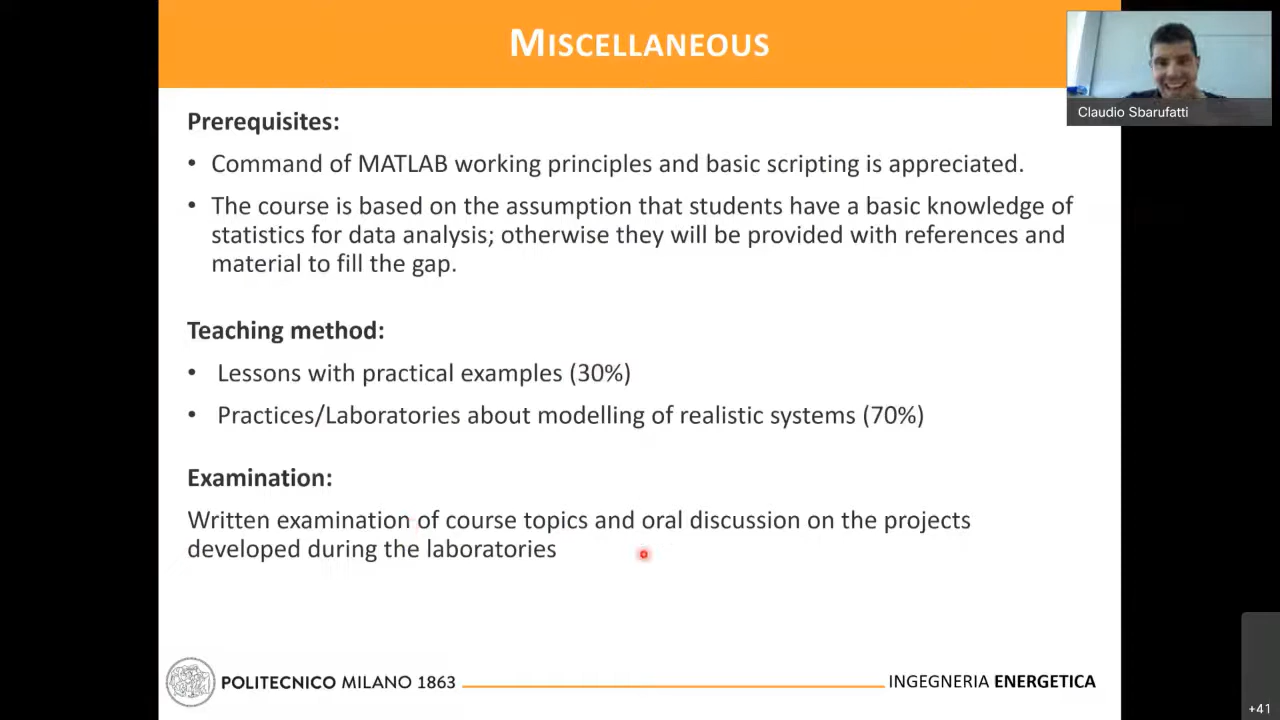 MISCELLANEOUS
Claudio Sbarufatti
Prerequisites:
• Command of MATLAB working principles and basic scripting is appreciated.
• The course is based on the assumption that students have a basic knowledge of
statistics for data analysis; otherwise they will be provided with references and
material to fill the gap.
Teaching method:
• Lessons with practical examples (30%)
• Practices/Laboratories about modelling of realistic systems (70%)
Examination:
Written examination of course topics and oral discussion on the projects
developed during the laboratories
POLITECNICO MILANO 1863
INGEGNERIA ENERGETICA
+41